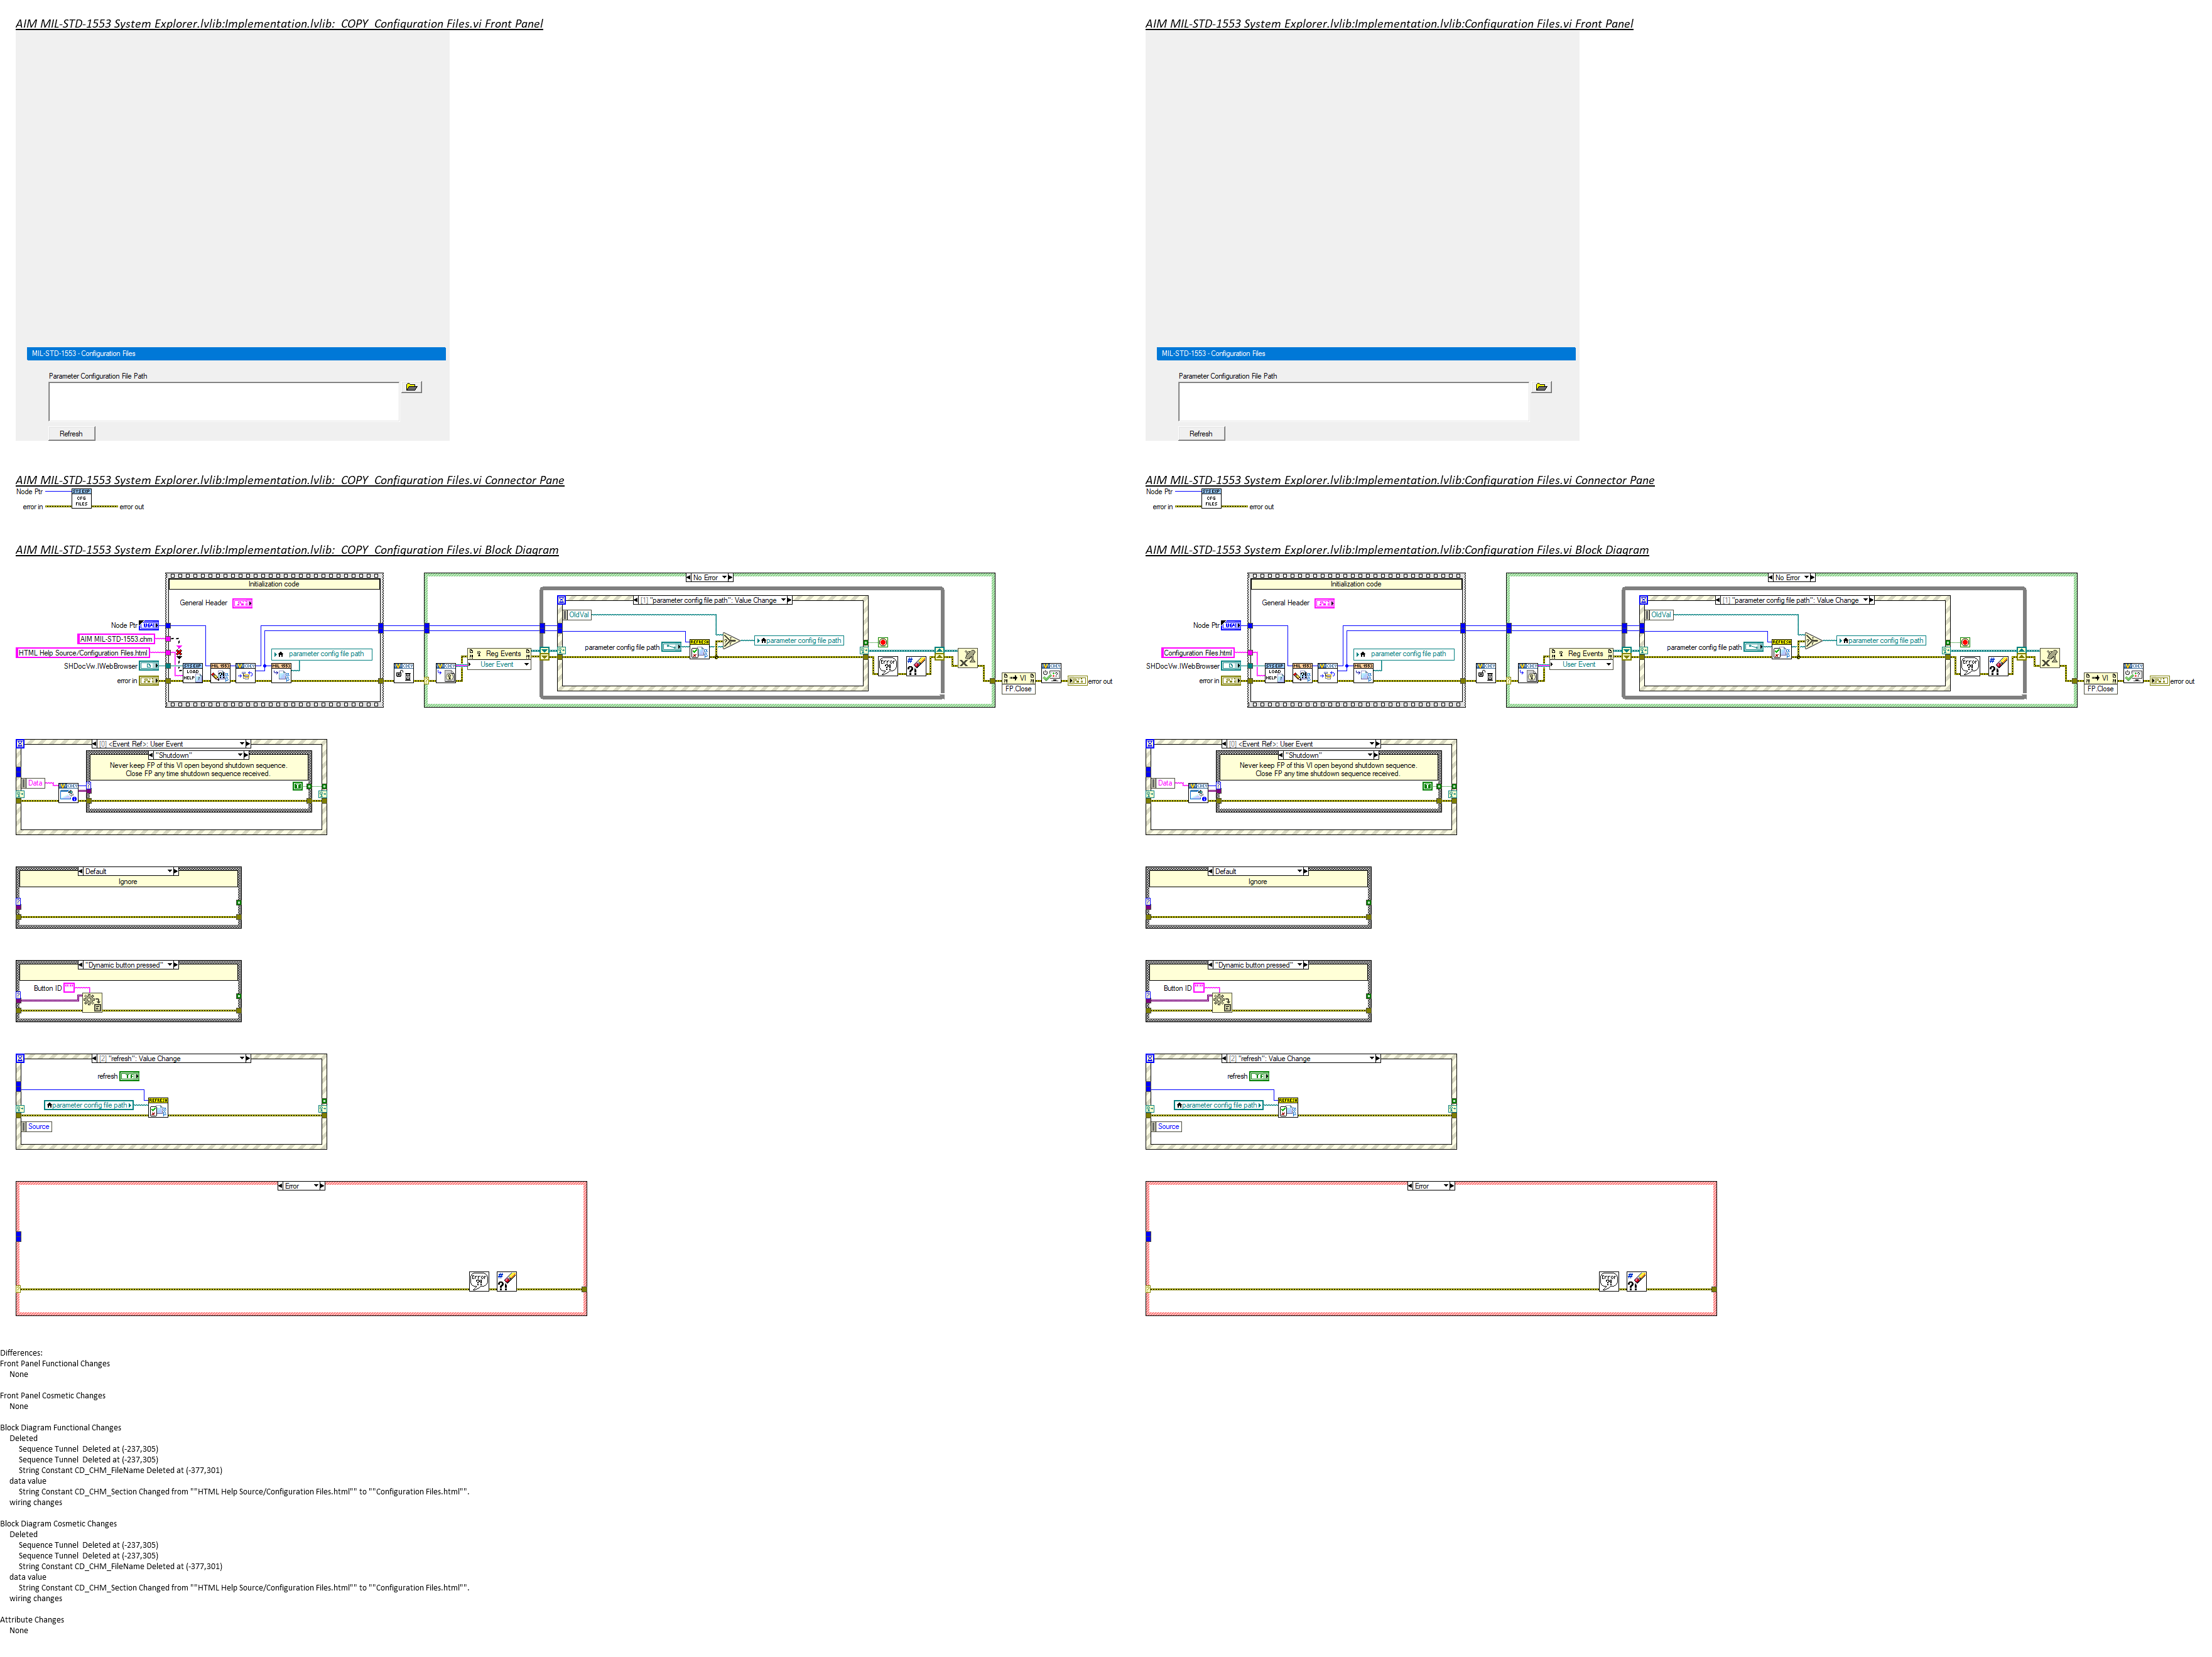 AIM MIL-STD-1553 System Explorer.lvlib:Implementation.lvlib:_COPY_Configuration Files.vi Front Panel
MIL-STD-1553 - Configuration Files
Parameter Configuration File Path
Refresh
AIM MIL-STD-1553 System Explorer.lvlib:Implementation.lvlib:_COPY_Configuration Files.vi Connector Pane
Node Ptr
SYS EXP
CFG
FILES
error in
error out
AIM MIL-STD-1553 System Explorer.lvlib:Implementation.lvlib:_COPY_Configuration Files.vi Block Diagram
Initialization code
General Header
Node Ptr
AIM MIL-STD-1553.chm
HTML Help Source/Configuration Files.html
SHDocVw.IWebBrowser
error in
parameter config file path
No Error
[1] "parameter config file path": Value Change
OldVal
parameter config file path
REFRESH
parameter config file path
Reg Events
User Event
VI
FP.Close
error out
[0] <Event Ref>: User Event
"Shutdown"
Never keep FP of this VI open beyond shutdown sequence.
Close FP any time shutdown sequence received.
Data
Default
Ignore
"Dynamic button pressed"
Button ID
[2] "refresh": Value Change
refresh
TF
REFRESH
parameter config file path
Source
Error
Error
AIM MIL-STD-1553 System Explorer.lvlib:Implementation.lvlib:Configuration Files.vi Front Panel
MIL-STD-1553 - Configuration Files
Parameter Configuration File Path
Refresh
AIM MIL-STD-1553 System Explorer.lvlib:Implementation.lvlib:Configuration Files.vi Connector Pane
Node Ptr
SYS EXP
CFG
FILES
error in
error out
AIM MIL-STD-1553 System Explorer.lvlib:Implementation.lvlib:Configuration Files.vi Block Diagram
Initialization code
General Header
Node Ptr
Configuration Files.html
SHDocVw.IWebBrowser
error in
parameter config file path
No Error
[1] "parameter config file path": Value Change
OldVal
parameter config file path
REFRESH
parameter config file path
Reg Events
User Event
VI
FP.Close
error out
[0] <Event Ref>: User Event
"Shutdown"
Never keep FP of this VI open beyond shutdown sequence.
Close FP any time shutdown sequence received.
Data
Default
Ignore
"Dynamic button pressed"
Button ID
[2] "refresh": Value Change
refresh
TF
REFRESH
parameter config file path
Source
Error
Error
Differences:
Front Panel Functional Changes
None
Front Panel Cosmetic Changes
None
Block Diagram Functional Changes
Deleted
Sequence Tunnel  Deleted at (-237,305)
Sequence Tunnel  Deleted at (-237,305)
String Constant CD_CHM_FileName Deleted at (-377,301)
data value
String Constant CD_CHM_Section Changed from ""HTML Help Source/Configuration Files.html"" to ""Configuration Files.html"".
wiring changes
Block Diagram Cosmetic Changes
Deleted
Sequence Tunnel  Deleted at (-237,305)
Sequence Tunnel  Deleted at (-237,305)
String Constant CD_CHM_FileName Deleted at (-377,301)
data value
String Constant CD_CHM_Section Changed from ""HTML Help Source/Configuration Files.html"" to ""Configuration Files.html"".
wiring changes
Attribute Changes
None